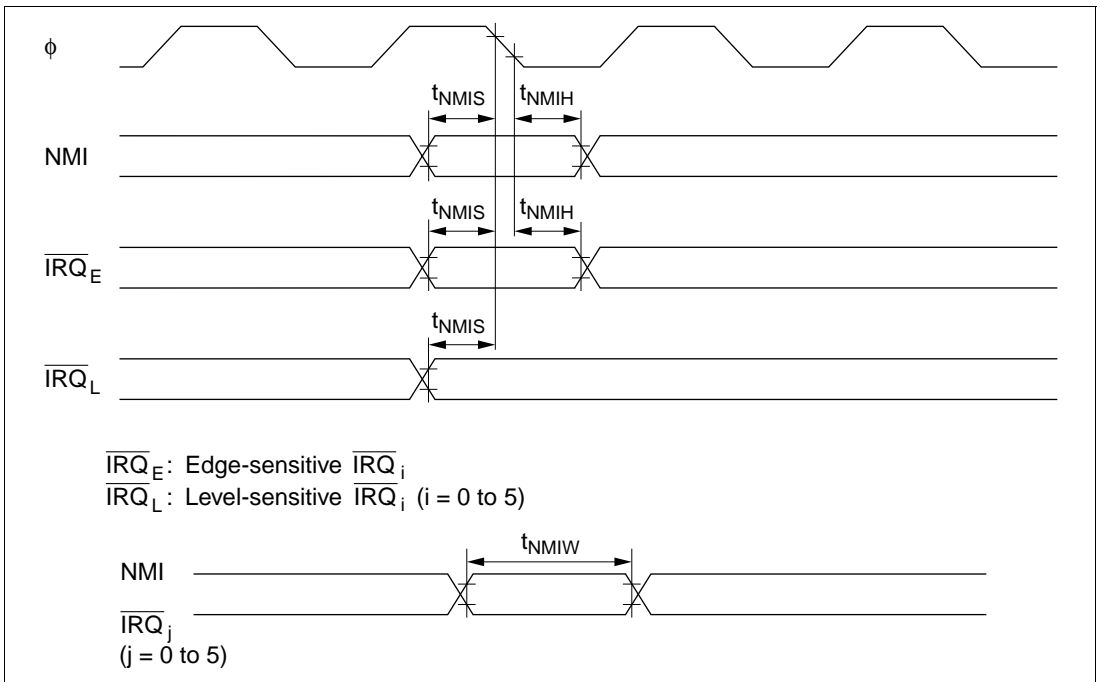 ϕ
tNMIS tNMIH
NMI
tNMIS tNMIH
IRQE
tNMIS
IRQL
IRQE: Edge-sensitive IRQi
IRQL: Level-sensitive IRQi (i = 0 to 5)
tNMIW
NMI
IRQj
(j = 0 to 5)